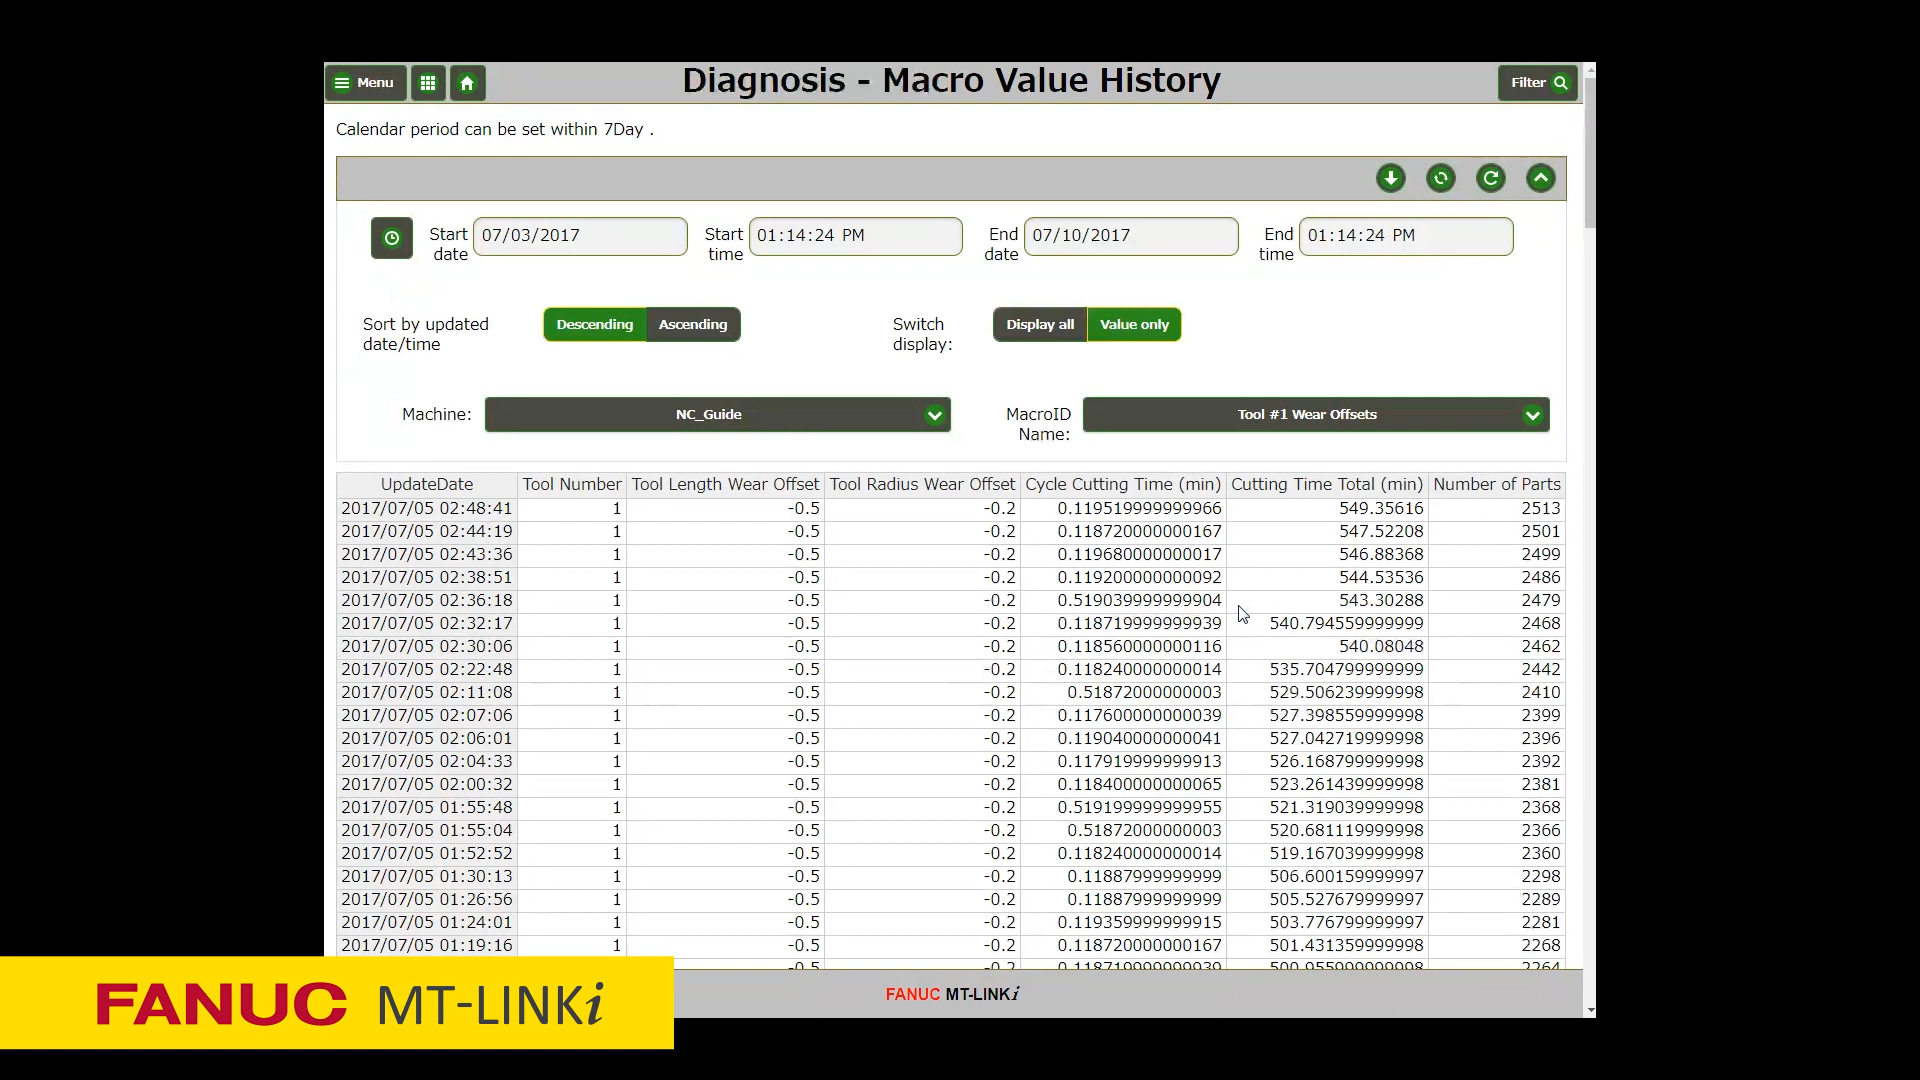 Menu
Diagnosis - Macro Value History
Filter
Calendar period can be set within 7Day .
Start date 07/03/2017 Start time 01:14:24 PM End date 07/10/2017 End time 01:14:24 PM
Sort by updated date/time Descending Ascending Switch display: Display all Value only
Machine: NC_Guide MacroID Name: Tool #1 Wear Offsets
UpdateDate Tool Number Tool Length Wear Offset Tool Radius Wear Offset Cycle Cutting Time (min) Cutting Time Total (min) Number of Parts
2017/07/05 02:48:41 1 -0.5 -0.2 0.119519999999966 549.35616 2513
2017/07/05 02:44:19 1 -0.5 -0.2 0.118720000000167 547.52208 2501
2017/07/05 02:43:36 1 -0.5 -0.2 0.119680000000017 546.88368 2499
2017/07/05 02:38:51 1 -0.5 -0.2 0.119200000000092 544.53536 2486
2017/07/05 02:36:18 1 -0.5 -0.2 0.519039999999904 543.30288 2479
2017/07/05 02:32:17 1 -0.5 -0.2 0.118719999999939 540.794559999999 2468
2017/07/05 02:30:06 1 -0.5 -0.2 0.118560000000116 540.08048 2462
2017/07/05 02:22:48 1 -0.5 -0.2 0.118240000000014 535.704799999999 2442
2017/07/05 02:11:08 1 -0.5 -0.2 0.51872000000003 529.506239999998 2410
2017/07/05 02:07:06 1 -0.5 -0.2 0.117600000000039 527.398559999998 2399
2017/07/05 02:06:01 1 -0.5 -0.2 0.119040000000041 527.042719999998 2396
2017/07/05 02:04:33 1 -0.5 -0.2 0.117919999999913 526.168799999998 2392
2017/07/05 02:00:32 1 -0.5 -0.2 0.118400000000065 523.261439999998 2381
2017/07/05 01:55:48 1 -0.5 -0.2 0.519199999999955 521.319039999998 2368
2017/07/05 01:55:04 1 -0.5 -0.2 0.51872000000003 520.681119999998 2366
2017/07/05 01:52:52 1 -0.5 -0.2 0.118240000000014 519.167039999998 2360
2017/07/05 01:30:13 1 -0.5 -0.2 0.11887999999999 506.600159999997 2298
2017/07/05 01:26:56 1 -0.5 -0.2 0.11887999999999 505.527679999997 2289
2017/07/05 01:24:01 1 -0.5 -0.2 0.119359999999915 503.776799999997 2281
2017/07/05 01:19:16 1 -0.5 -0.2 0.118720000000167 501.431359999998 2268
-0.5 -0.2 0.118719999999939 500.955999999998 2264
FANUC MT-LINKi
FANUC MT-LINKi